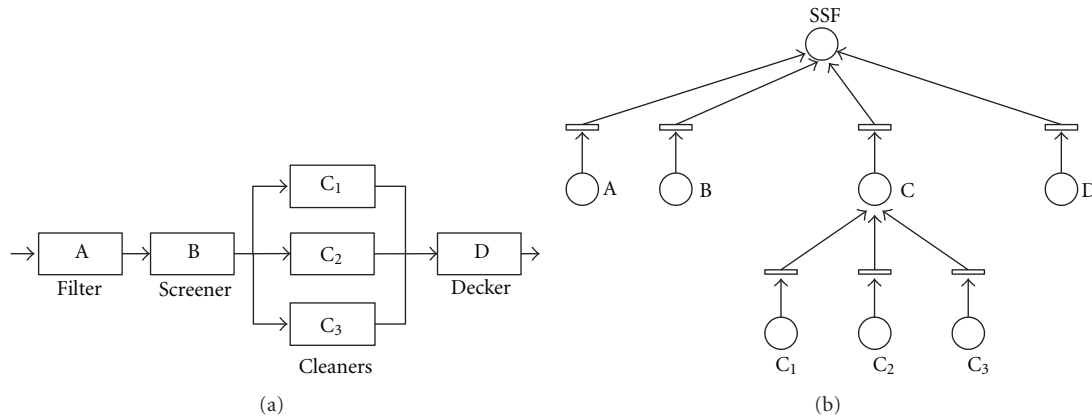 A
Filter
B
Screener
C1
C2
C3
Cleaners
D
Decker
(a)
SSF
A
B
C
D
C1
C2
C3
(b)